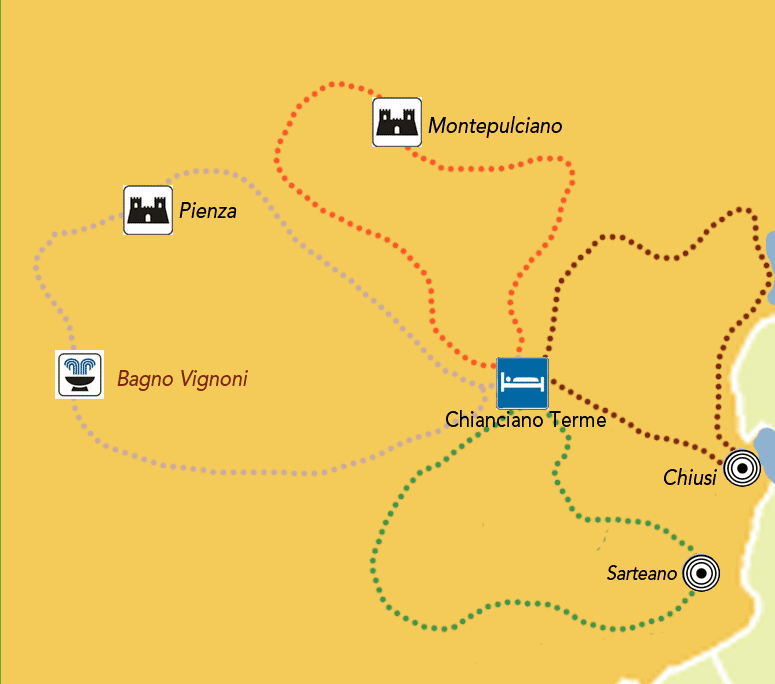 Montepulciano
Pienza
Bagno Vignoni
Chianciano Terme
Chiusi
Sarteano